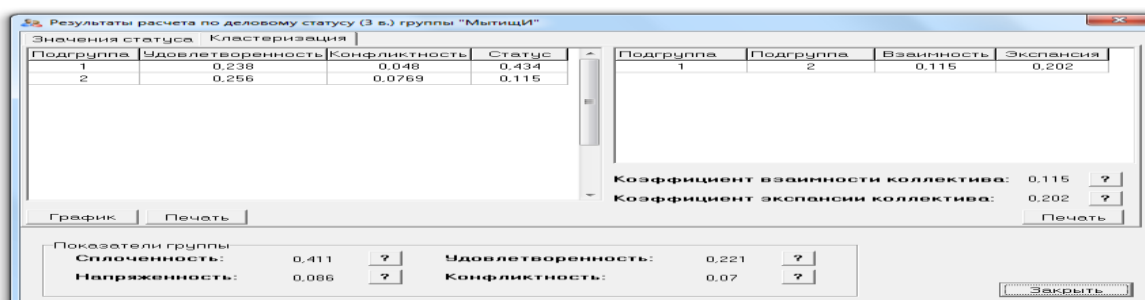 Результаты расчета по деловому статусу (3 в.) группы "МытищИ"
Значения статуса Кластеризация
Подгруппа Удовлетворенность Конфликтность Статус
1 0,238 0,048 0,434
2 0,256 0,0769 0,115
Подгруппа Подгруппа Взаимность Экспансия
1 2 0,115 0,202
Коэффициент взаимности коллектива: 0,115 ?
Коэффициент экспансии коллектива: 0,202 ?
График Печать Печать
Показатели группы
Сплоченность: 0,411 ? Удовлетворенность: 0,221 ?
Напряженность: 0,086 ? Конфликтность: 0,07 ?
Закрыть